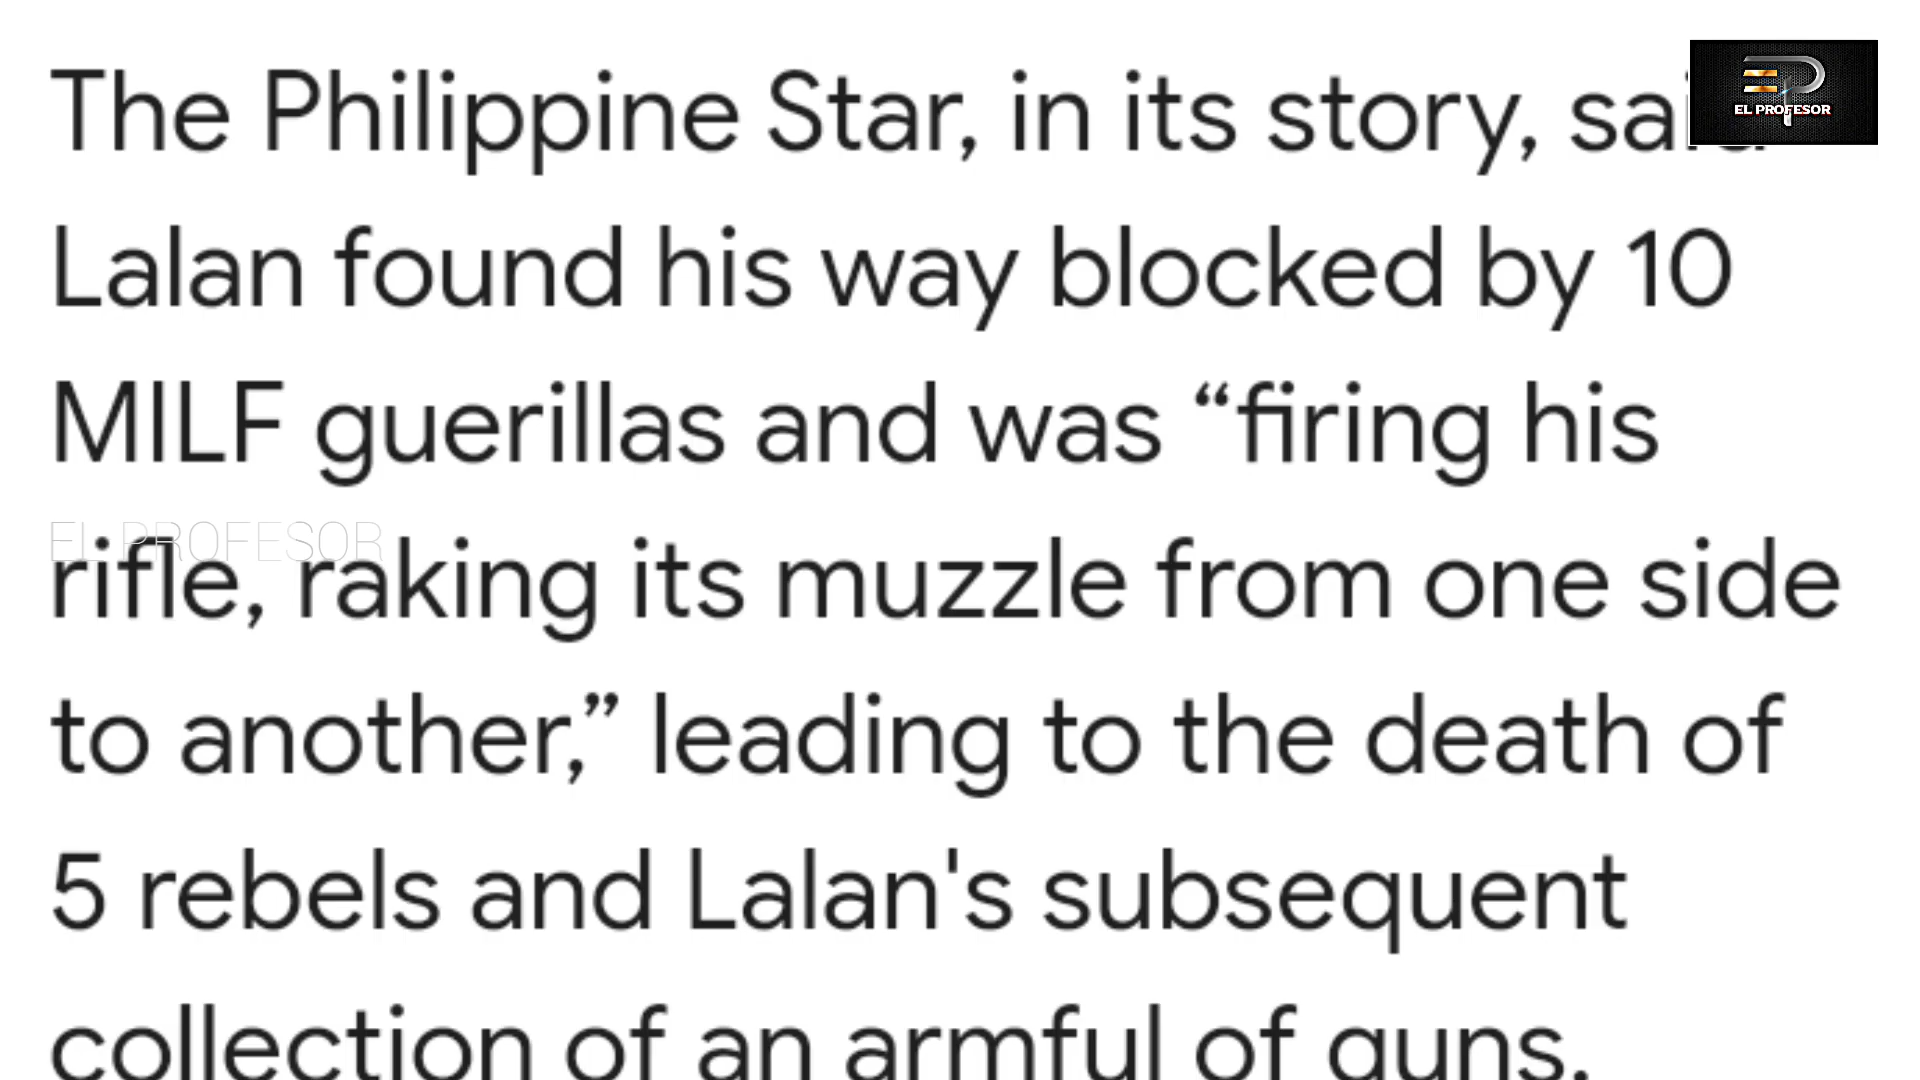 The Philippine Star, in its story, said
Lalan found his way blocked by 10
MILF guerillas and was “firing his
rifle, raking its muzzle from one side
to another,” leading to the death of
5 rebels and Lalan's subsequent
collection of an armful of guns.
EL PROFESOR
EP
EL PROFESOR